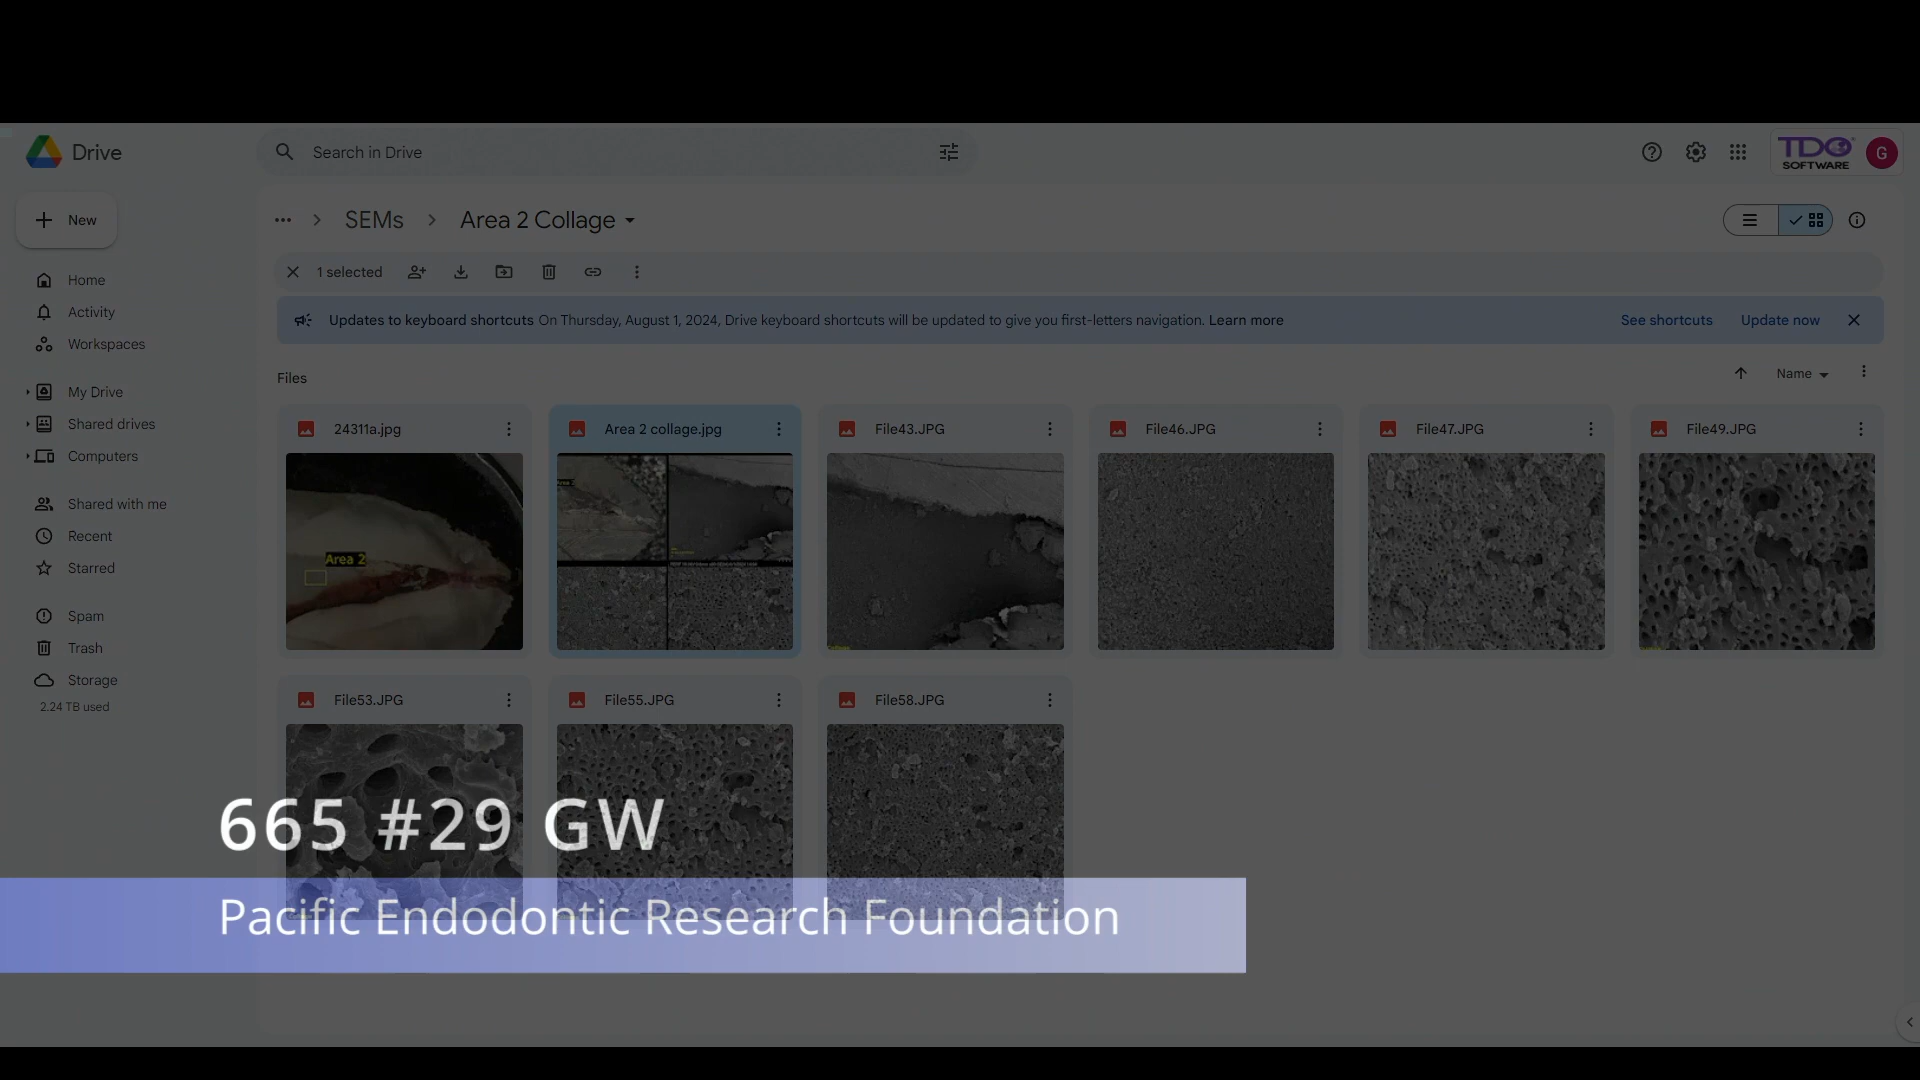 Drive
Search in Drive
TDO
SOFTWARE
G
New
SEMs
Area 2 Collage
1 selected
Home
Activity
Workspaces
Updates to keyboard shortcuts On Thursday, August 1, 2024, Drive keyboard shortcuts will be updated to give you first-letters navigation. Learn more
See shortcuts
Update now
My Drive
Shared drives
Computers
Files
Name
24311a.jpg
Area 2 collage.jpg
File43.JPG
File46.JPG
File47.JPG
File49.JPG
Shared with me
Recent
Starred
Area 2
Spam
Trash
Storage
2.24 TB used
File53.JPG
File55.JPG
File58.JPG
665 #29 GW
Pacific Endodontic Research Foundation